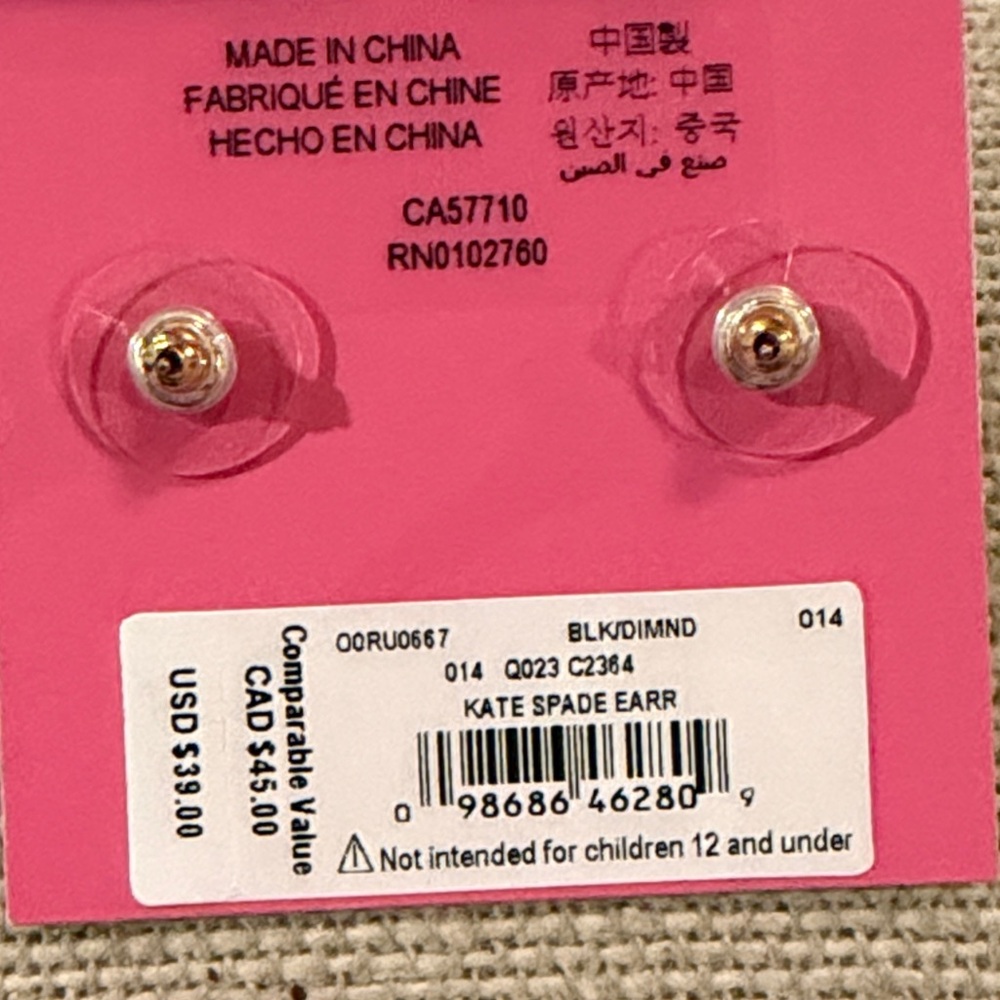 MADE IN CHINA
FABRIQUÉ EN CHINE
HECHO EN CHINA
中国製
原产地: 中国
원산지: 중국
صنع في الصين
CA57710
RN0102760
Comparable Value
CAD $45.00
USD $39.00
O0RU0667 BLK/DIMND 014
014 Q023 C2364
KATE SPADE EARR
0 98686 46280 9
⚠ Not intended for children 12 and under